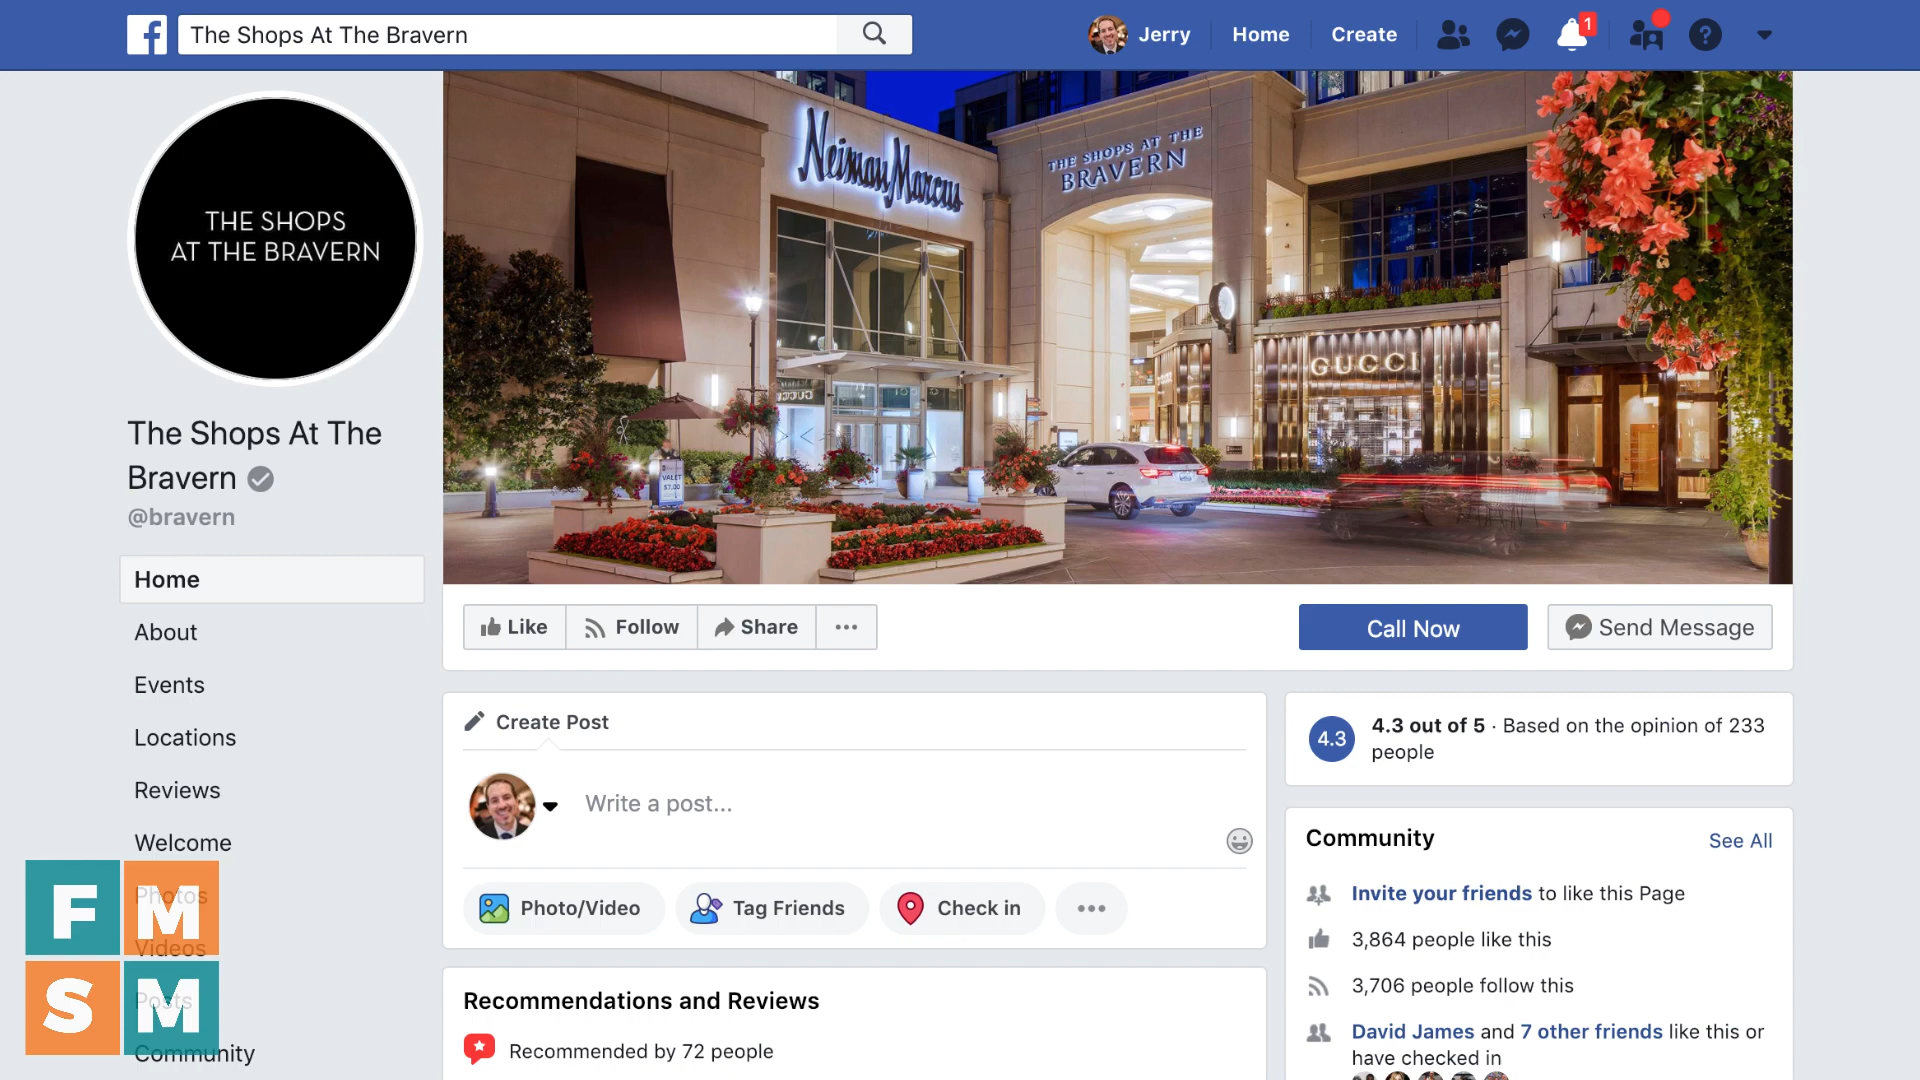 The Shops At The Bravern
Jerry
Home
Create
1
?
THE SHOPS
AT THE BRAVERN
Neiman Marcus
THE SHOPS AT THE
BRAVERN
GUCCI
VALET
$7.00
The Shops At The
Bravern
@bravern
Home
About
Events
Locations
Reviews
Welcome
Photos
Videos
Posts
Community
F M
S M
Like
Follow
Share
Call Now
Send Message
Create Post
Write a post...
Photo/Video
Tag Friends
Check in
Recommendations and Reviews
Recommended by 72 people
4.3
4.3 out of 5 · Based on the opinion of 233
people
Community
See All
Invite your friends to like this Page
3,864 people like this
3,706 people follow this
David James and 7 other friends like this or
have checked in